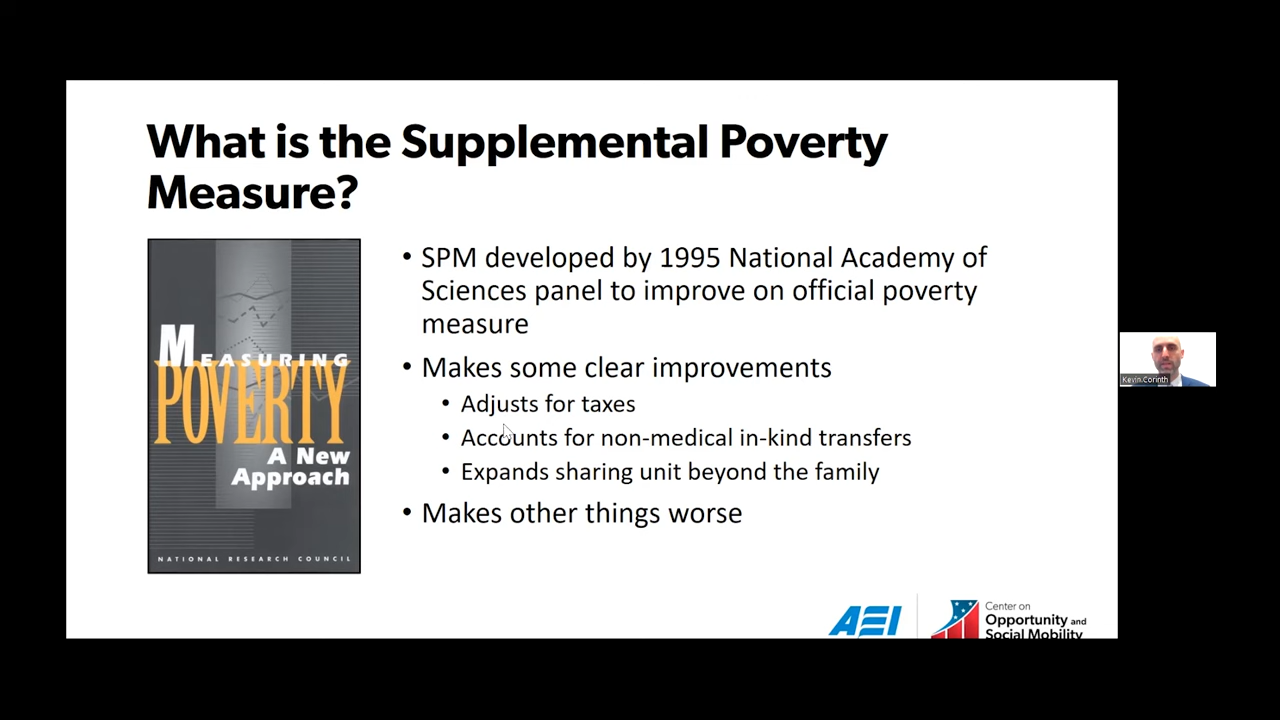 What is the Supplemental Poverty
Measure?
MEASURING
POVERTY
A New
Approach
NATIONAL RESEARCH COUNCIL
• SPM developed by 1995 National Academy of
Sciences panel to improve on official poverty
measure
• Makes some clear improvements
• Adjusts for taxes
• Accounts for non-medical in-kind transfers
• Expands sharing unit beyond the family
• Makes other things worse
Kevin Corinth
AEI
Center on
Opportunity and
Social Mobility